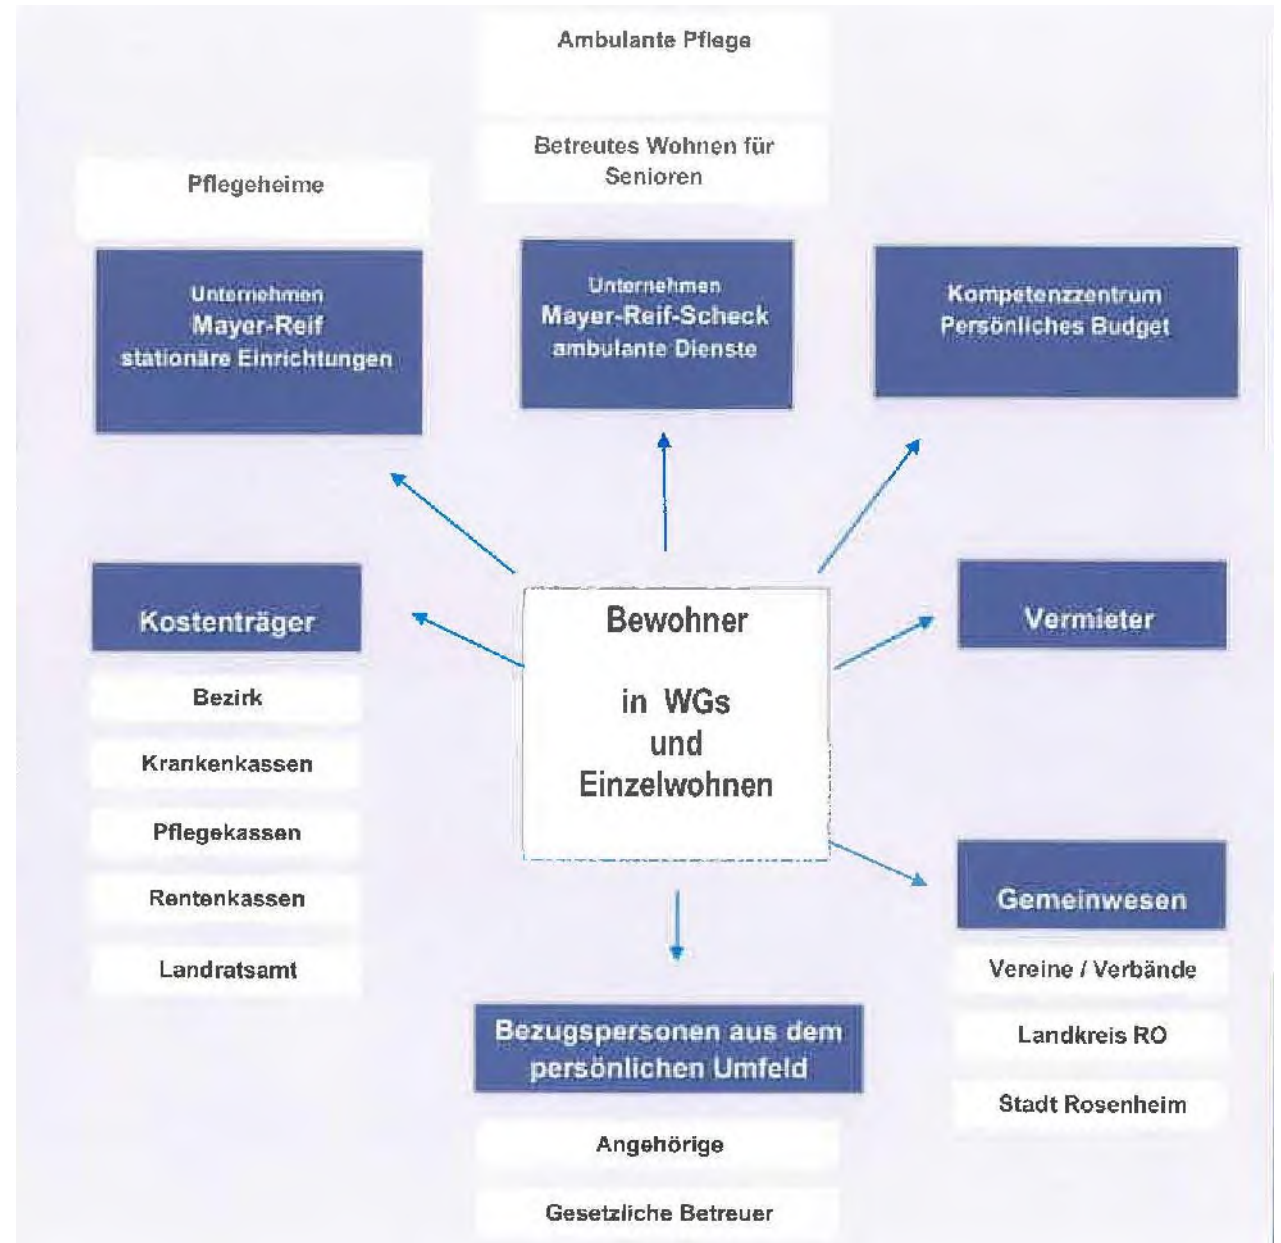 Ambulante Pflege
Betreutes Wohnen für
Senioren
Pflegeheime
Unternehmen
Mayer-Reif
stationäre Einrichtungen
Unternehmen
Mayer-Reif-Scheck
ambulante Dienste
Kompetenzzentrum
Persönliches Budget
Kostenträger
Bezirk
Krankenkassen
Pflegekassen
Rentenkassen
Landratsamt
Bewohner
in WGs
und
Einzelwohnen
Vermieter
Gemeinwesen
Vereine / Verbände
Landkreis RO
Stadt Rosenheim
Bezugspersonen aus dem
persönlichen Umfeld
Angehörige
Gesetzliche Betreuer